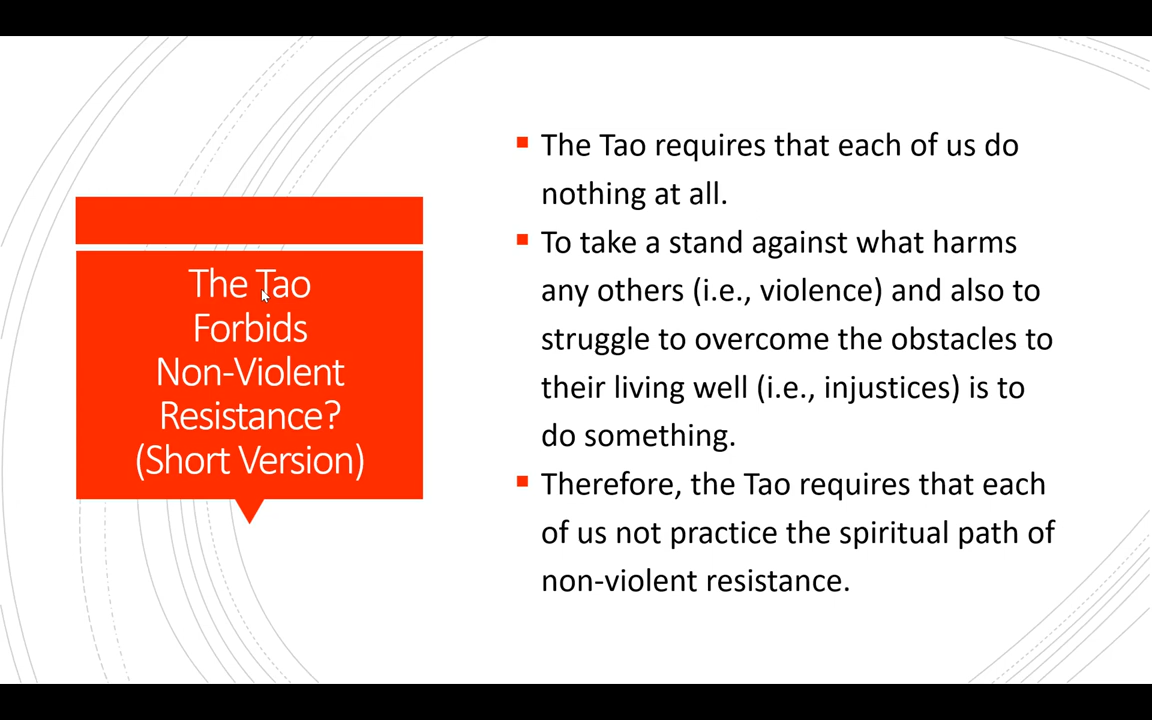 The Tao
Forbids
Non-Violent
Resistance?
(Short Version)
The Tao requires that each of us do
nothing at all.
To take a stand against what harms
any others (i.e., violence) and also to
struggle to overcome the obstacles to
their living well (i.e., injustices) is to
do something.
Therefore, the Tao requires that each
of us not practice the spiritual path of
non-violent resistance.